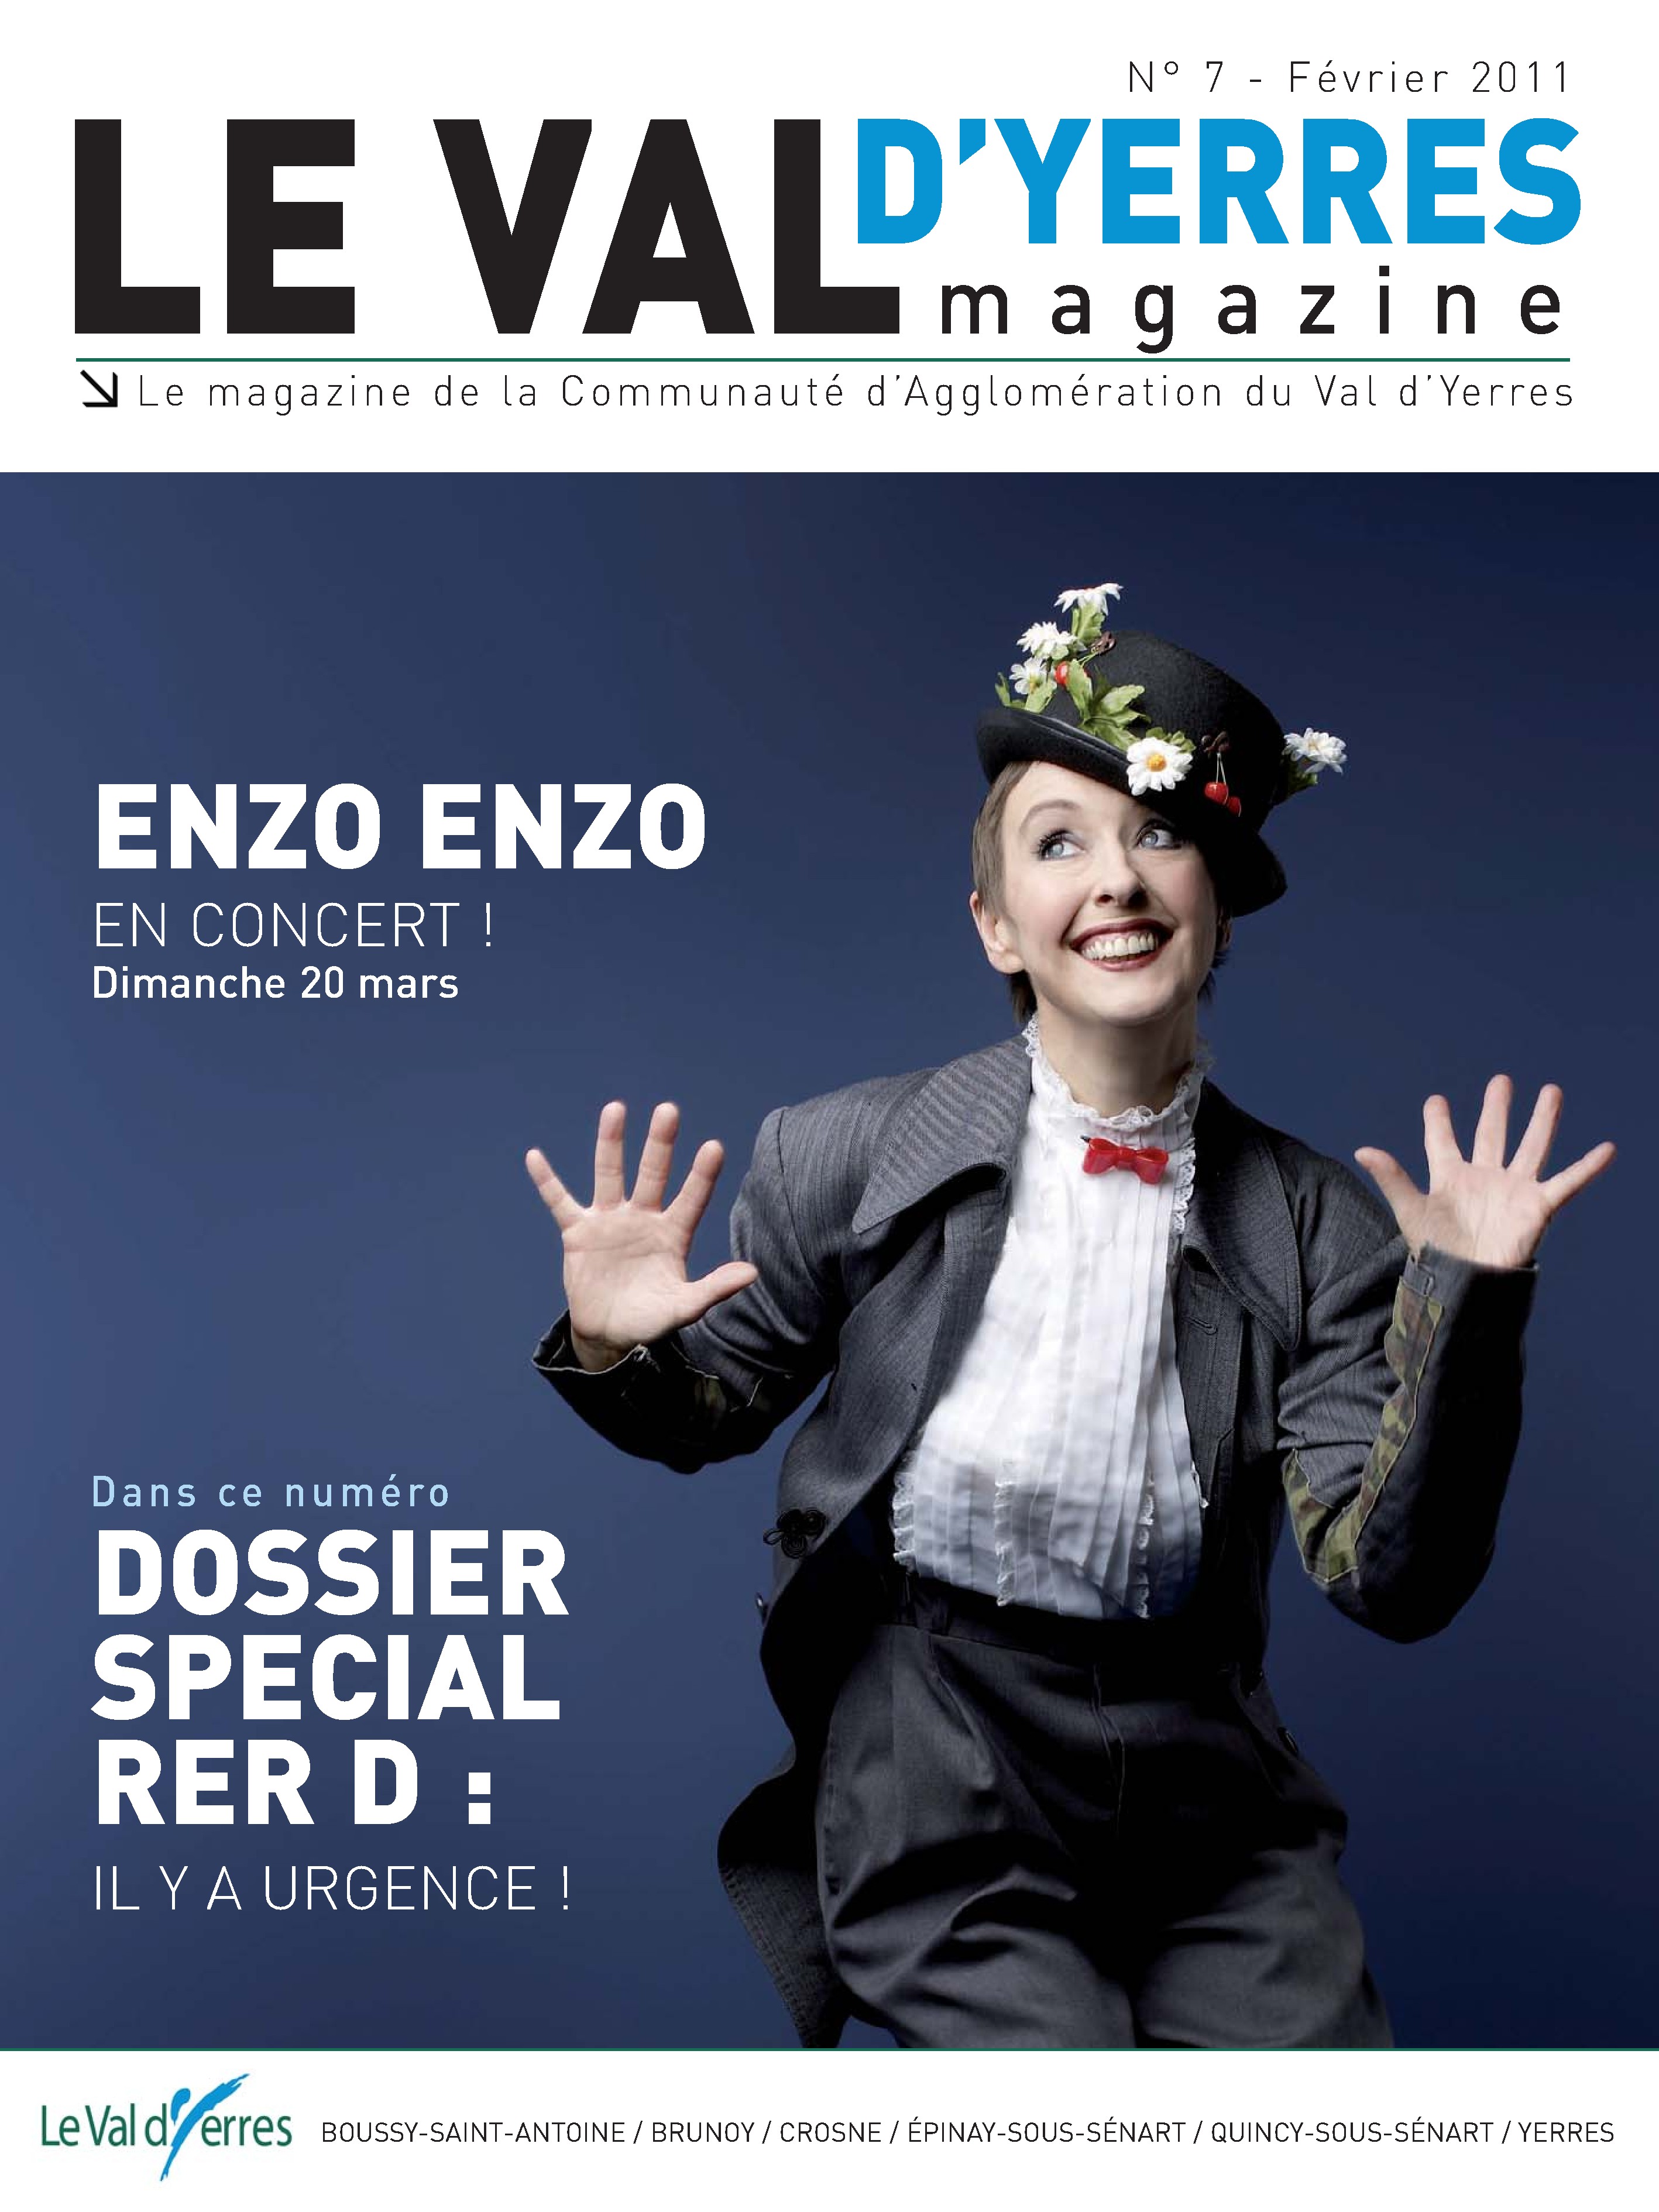 N° 7 - Février 2011
LE VAL D'YERRES
magazine
Le magazine de la Communauté d'Agglomération du Val d'Yerres
ENZO ENZO
EN CONCERT !
Dimanche 20 mars
Dans ce numéro
DOSSIER
SPECIAL
RER D :
IL Y A URGENCE !
Le Val d'Yerres
BOUSSY-SAINT-ANTOINE / BRUNOY / CROSNE / ÉPINAY-SOUS-SÉNART / QUINCY-SOUS-SÉNART / YERRES